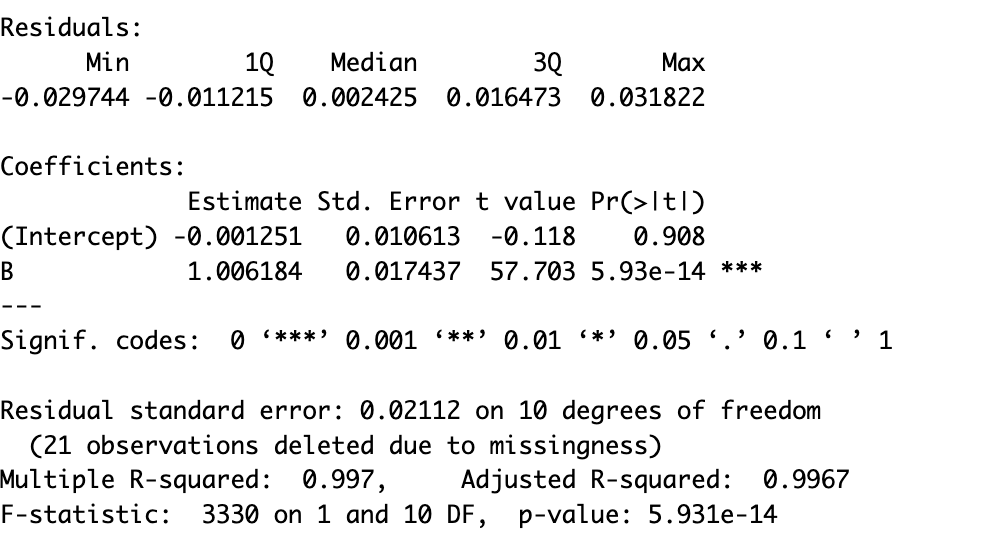 Residuals:
Min 1Q Median 3Q Max
-0.029744 -0.011215 0.002425 0.016473 0.031822
Coefficients:
Estimate Std. Error t value Pr(>|t|)
(Intercept) -0.001251 0.010613 -0.118 0.908
B 1.006184 0.017437 57.703 5.93e-14 ***
---
Signif. codes: 0 ‘***’ 0.001 ‘**’ 0.01 ‘*’ 0.05 ‘.’ 0.1 ‘ ’ 1
Residual standard error: 0.02112 on 10 degrees of freedom
(21 observations deleted due to missingness)
Multiple R-squared: 0.997, Adjusted R-squared: 0.9967
F-statistic: 3330 on 1 and 10 DF, p-value: 5.931e-14